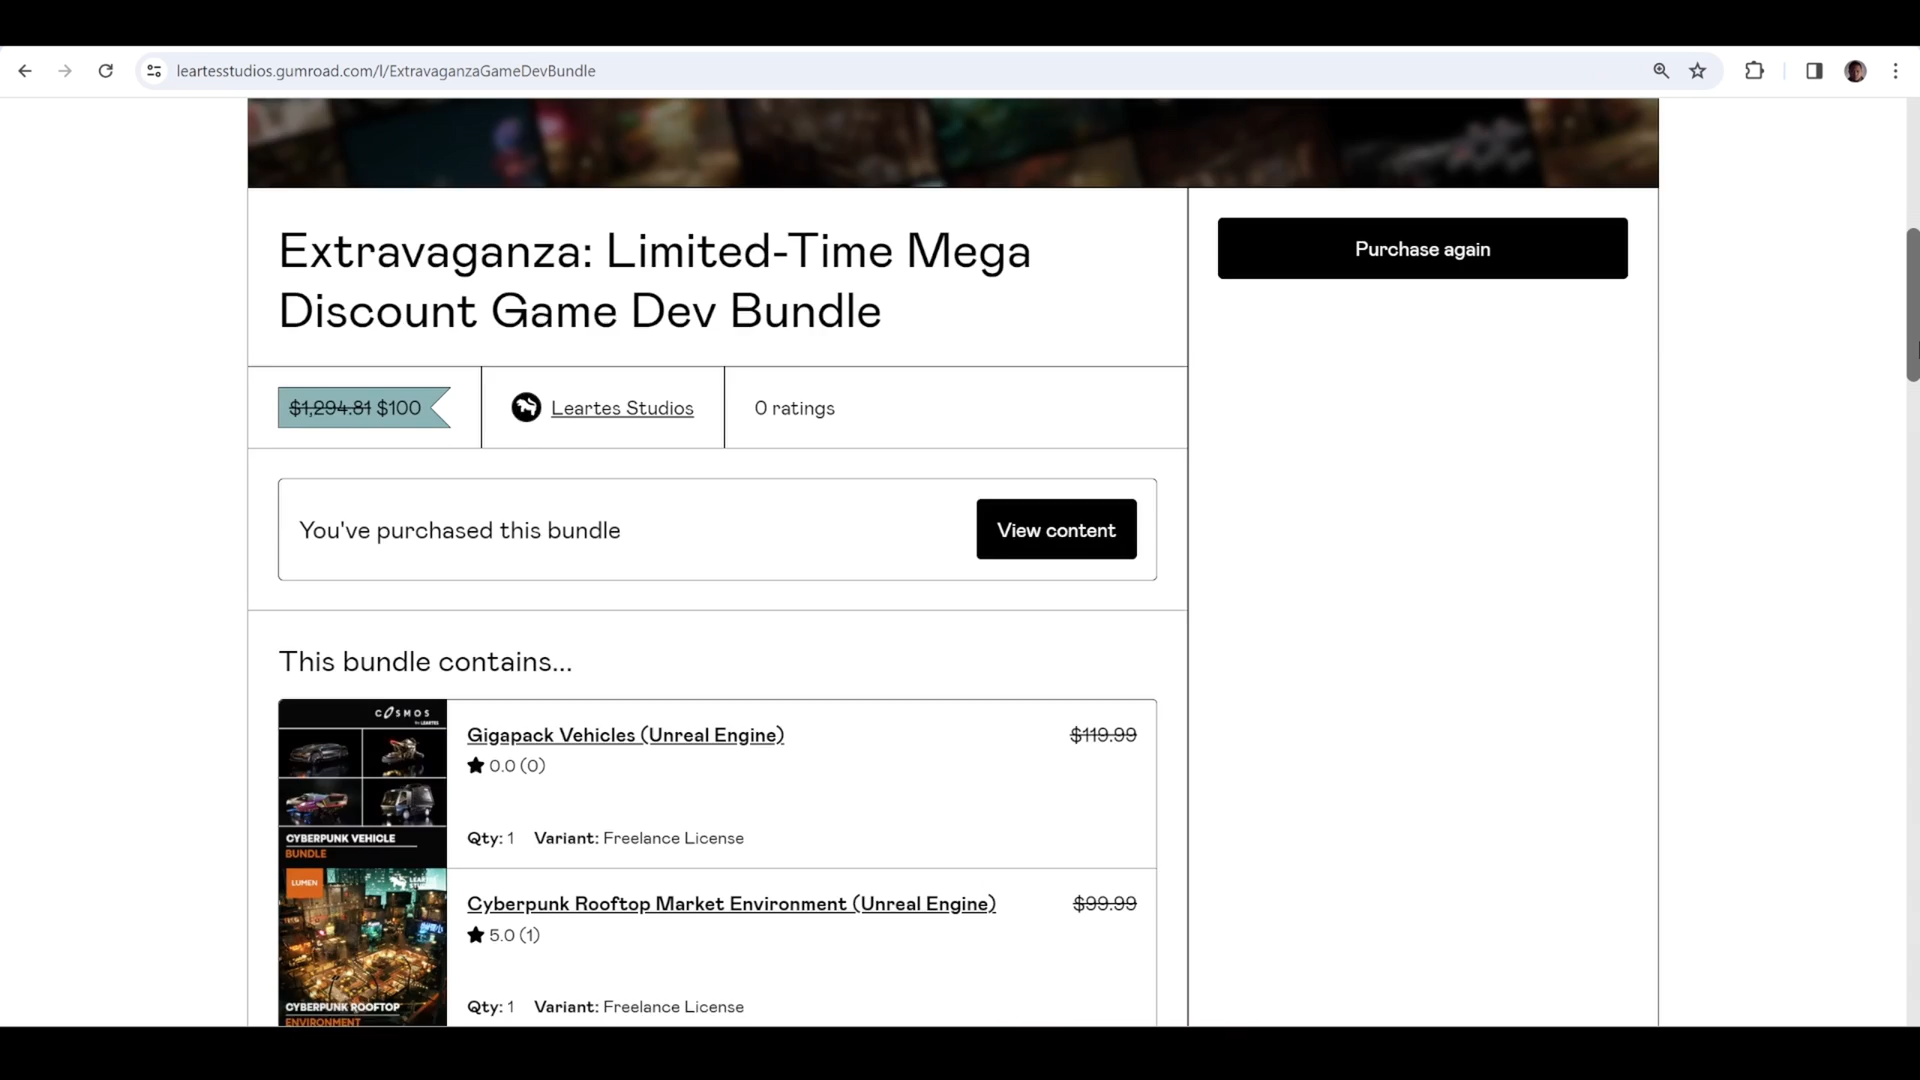 leartesstudios.gumroad.com/l/ExtravaganzaGameDevBundle
Extravaganza: Limited-Time Mega
Discount Game Dev Bundle
Purchase again
$1,294.81 $100
Leartes Studios
0 ratings
You've purchased this bundle
View content
This bundle contains...
COSMOS
BY LEARTES
CYBERPUNK VEHICLE
BUNDLE
Gigapack Vehicles (Unreal Engine)
$119.99
0.0 (0)
Qty: 1 Variant: Freelance License
LUMEN
CYBERPUNK ROOFTOP
ENVIRONMENT
Cyberpunk Rooftop Market Environment (Unreal Engine)
$99.99
5.0 (1)
Qty: 1 Variant: Freelance License